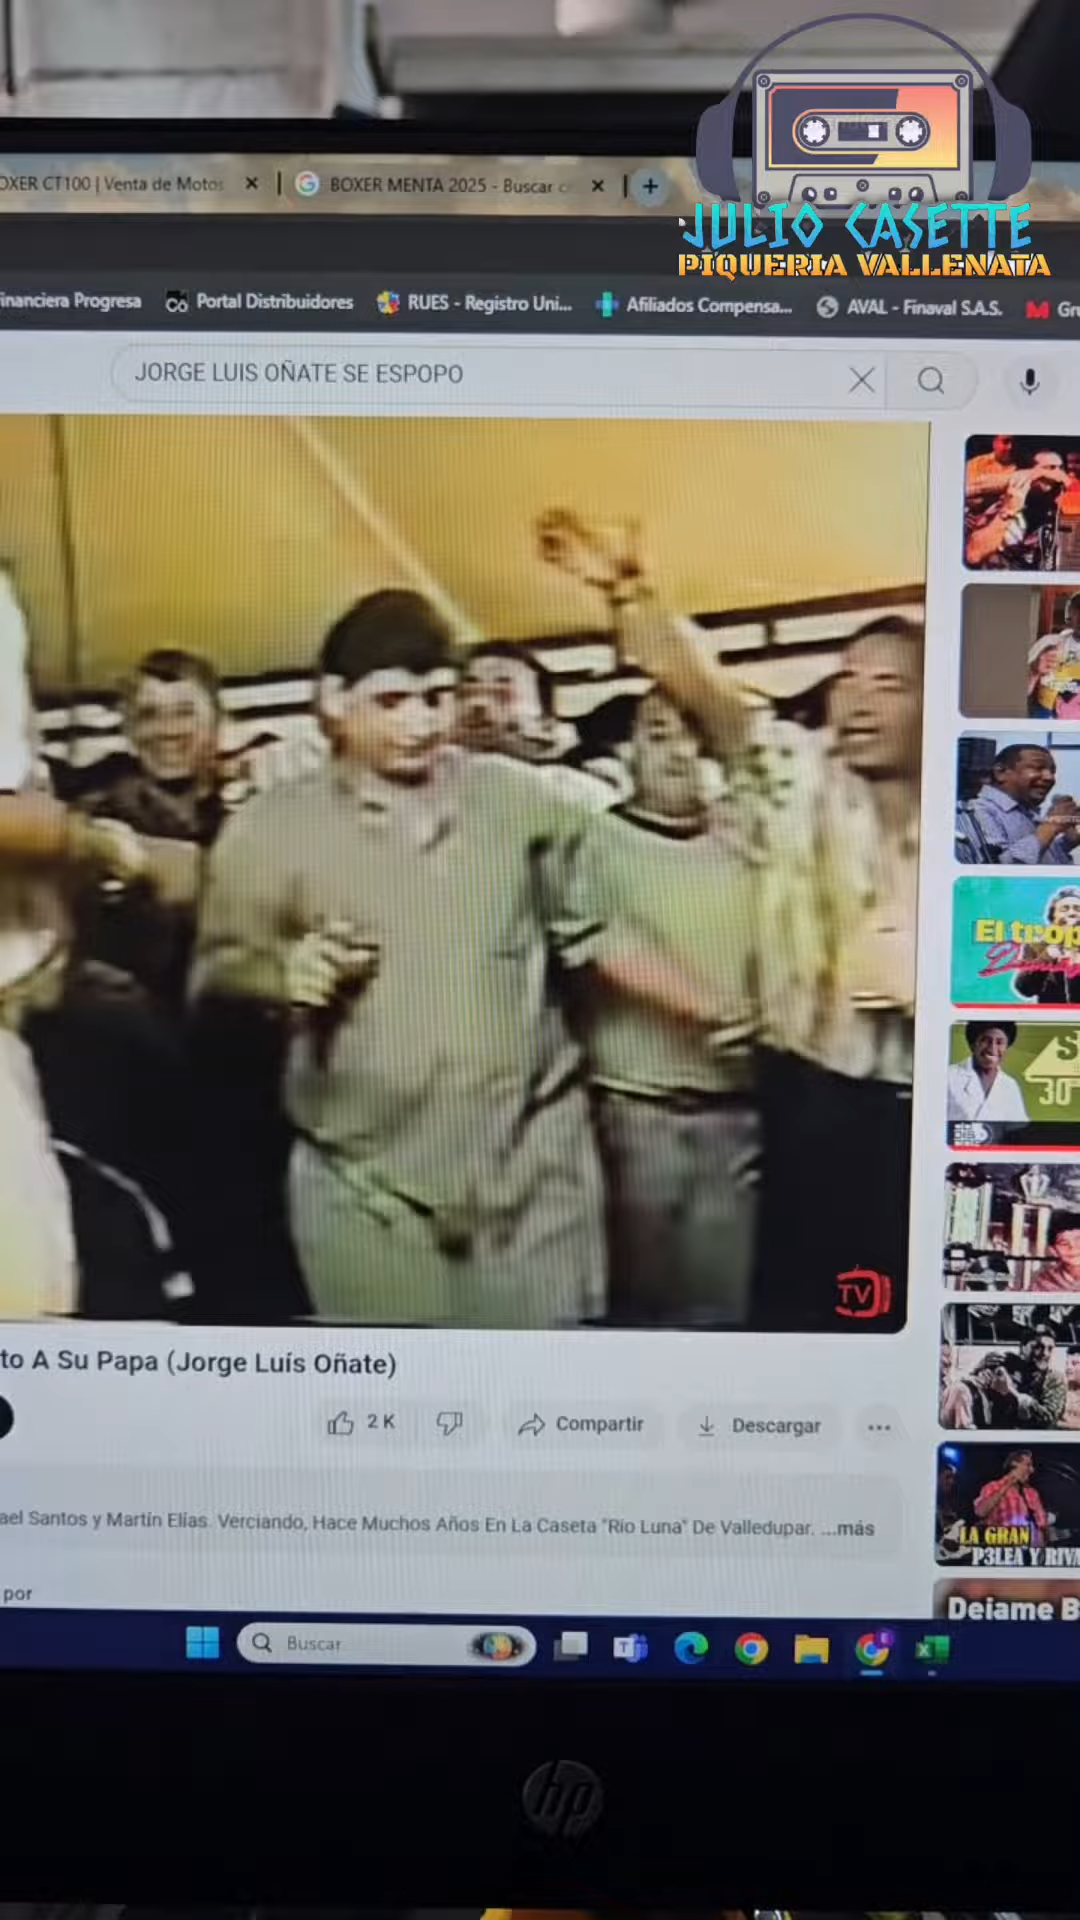 JULIO CASETTE
PIQUERIA VALLENATA
OXER CT100 | Venta de Motos
BOXER MENTA 2025 - Buscar
inanciera Progresa
Portal Distribuidores
RUES - Registro Uni...
Afiliados Compensa...
AVAL - Finaval S.A.S.
Gru
JORGE LUIS OÑATE SE ESPOPO
El trop
S
30
TV
to A Su Papa (Jorge Luís Oñate)
2 K
Compartir
Descargar
ael Santos y Martín Elías. Verciando, Hace Muchos Años En La Caseta "Rio Luna" De Valledupar. ...más
LA GRAN
P3LEA Y RIVA
por
Dejame B
Buscar
hp